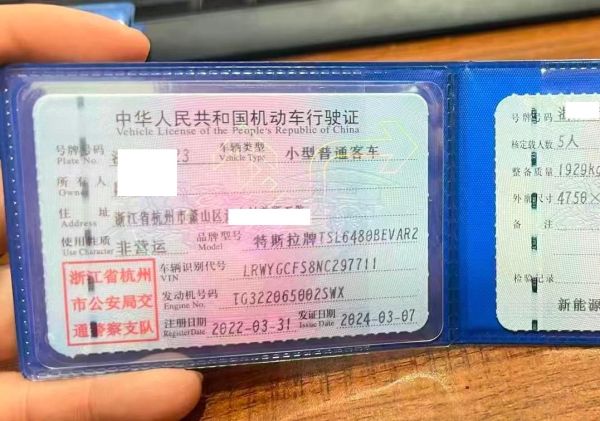 中华人民共和国机动车行驶证
Vehicle License of the People's Republic of China
号牌号码 浙 23 车辆类型 小型普通客车
Plate No. Vehicle Type
所有人
Owner
住址 浙江省杭州市萧山区
Address
使用性质 非营运 品牌型号 特斯拉牌TSL6480BEVAR2
Use Character Model
浙江省杭州
市公安局交
通警察支队
车辆识别代号 LRWYGCFS8NC297711
VIN
发动机号码 TG322065002SWX
Engine No.
注册日期 2022-03-31 发证日期 2024-03-07
Register Date Issue Date
号牌号码
核定载人数 5人
整备质量 1929kg
外廓尺寸 4750×
检验记录
新能源